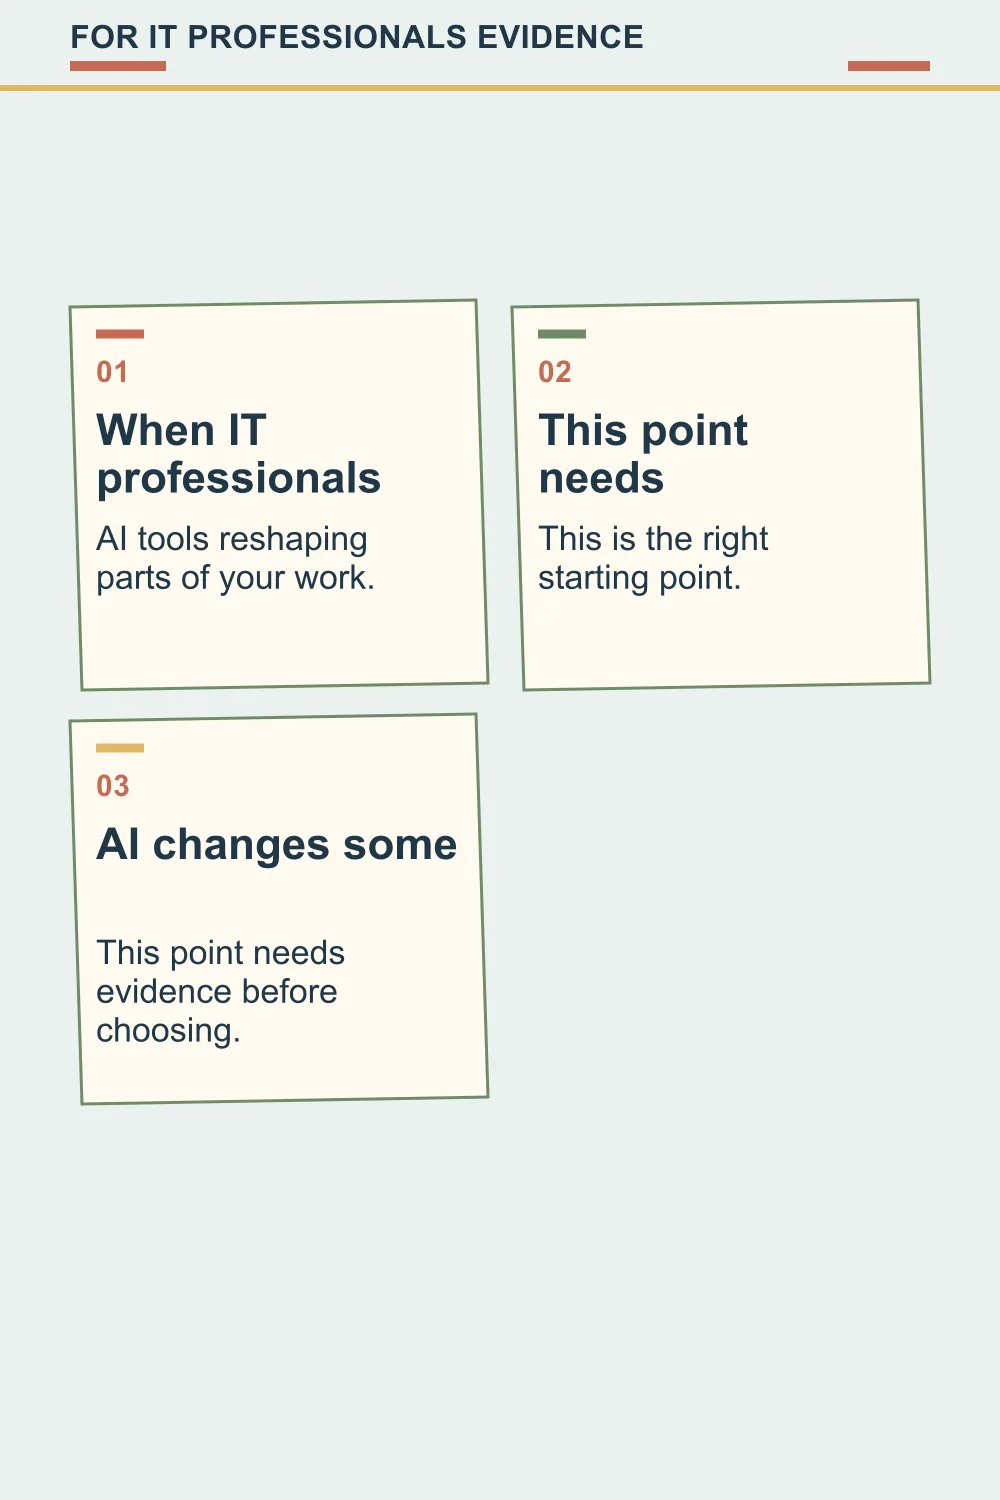 FOR IT PROFESSIONALS EVIDENCE
01
When IT
professionals
AI tools reshaping
parts of your work.
02
This point
needs
This is the right
starting point.
03
AI changes some
This point needs
evidence before
choosing.